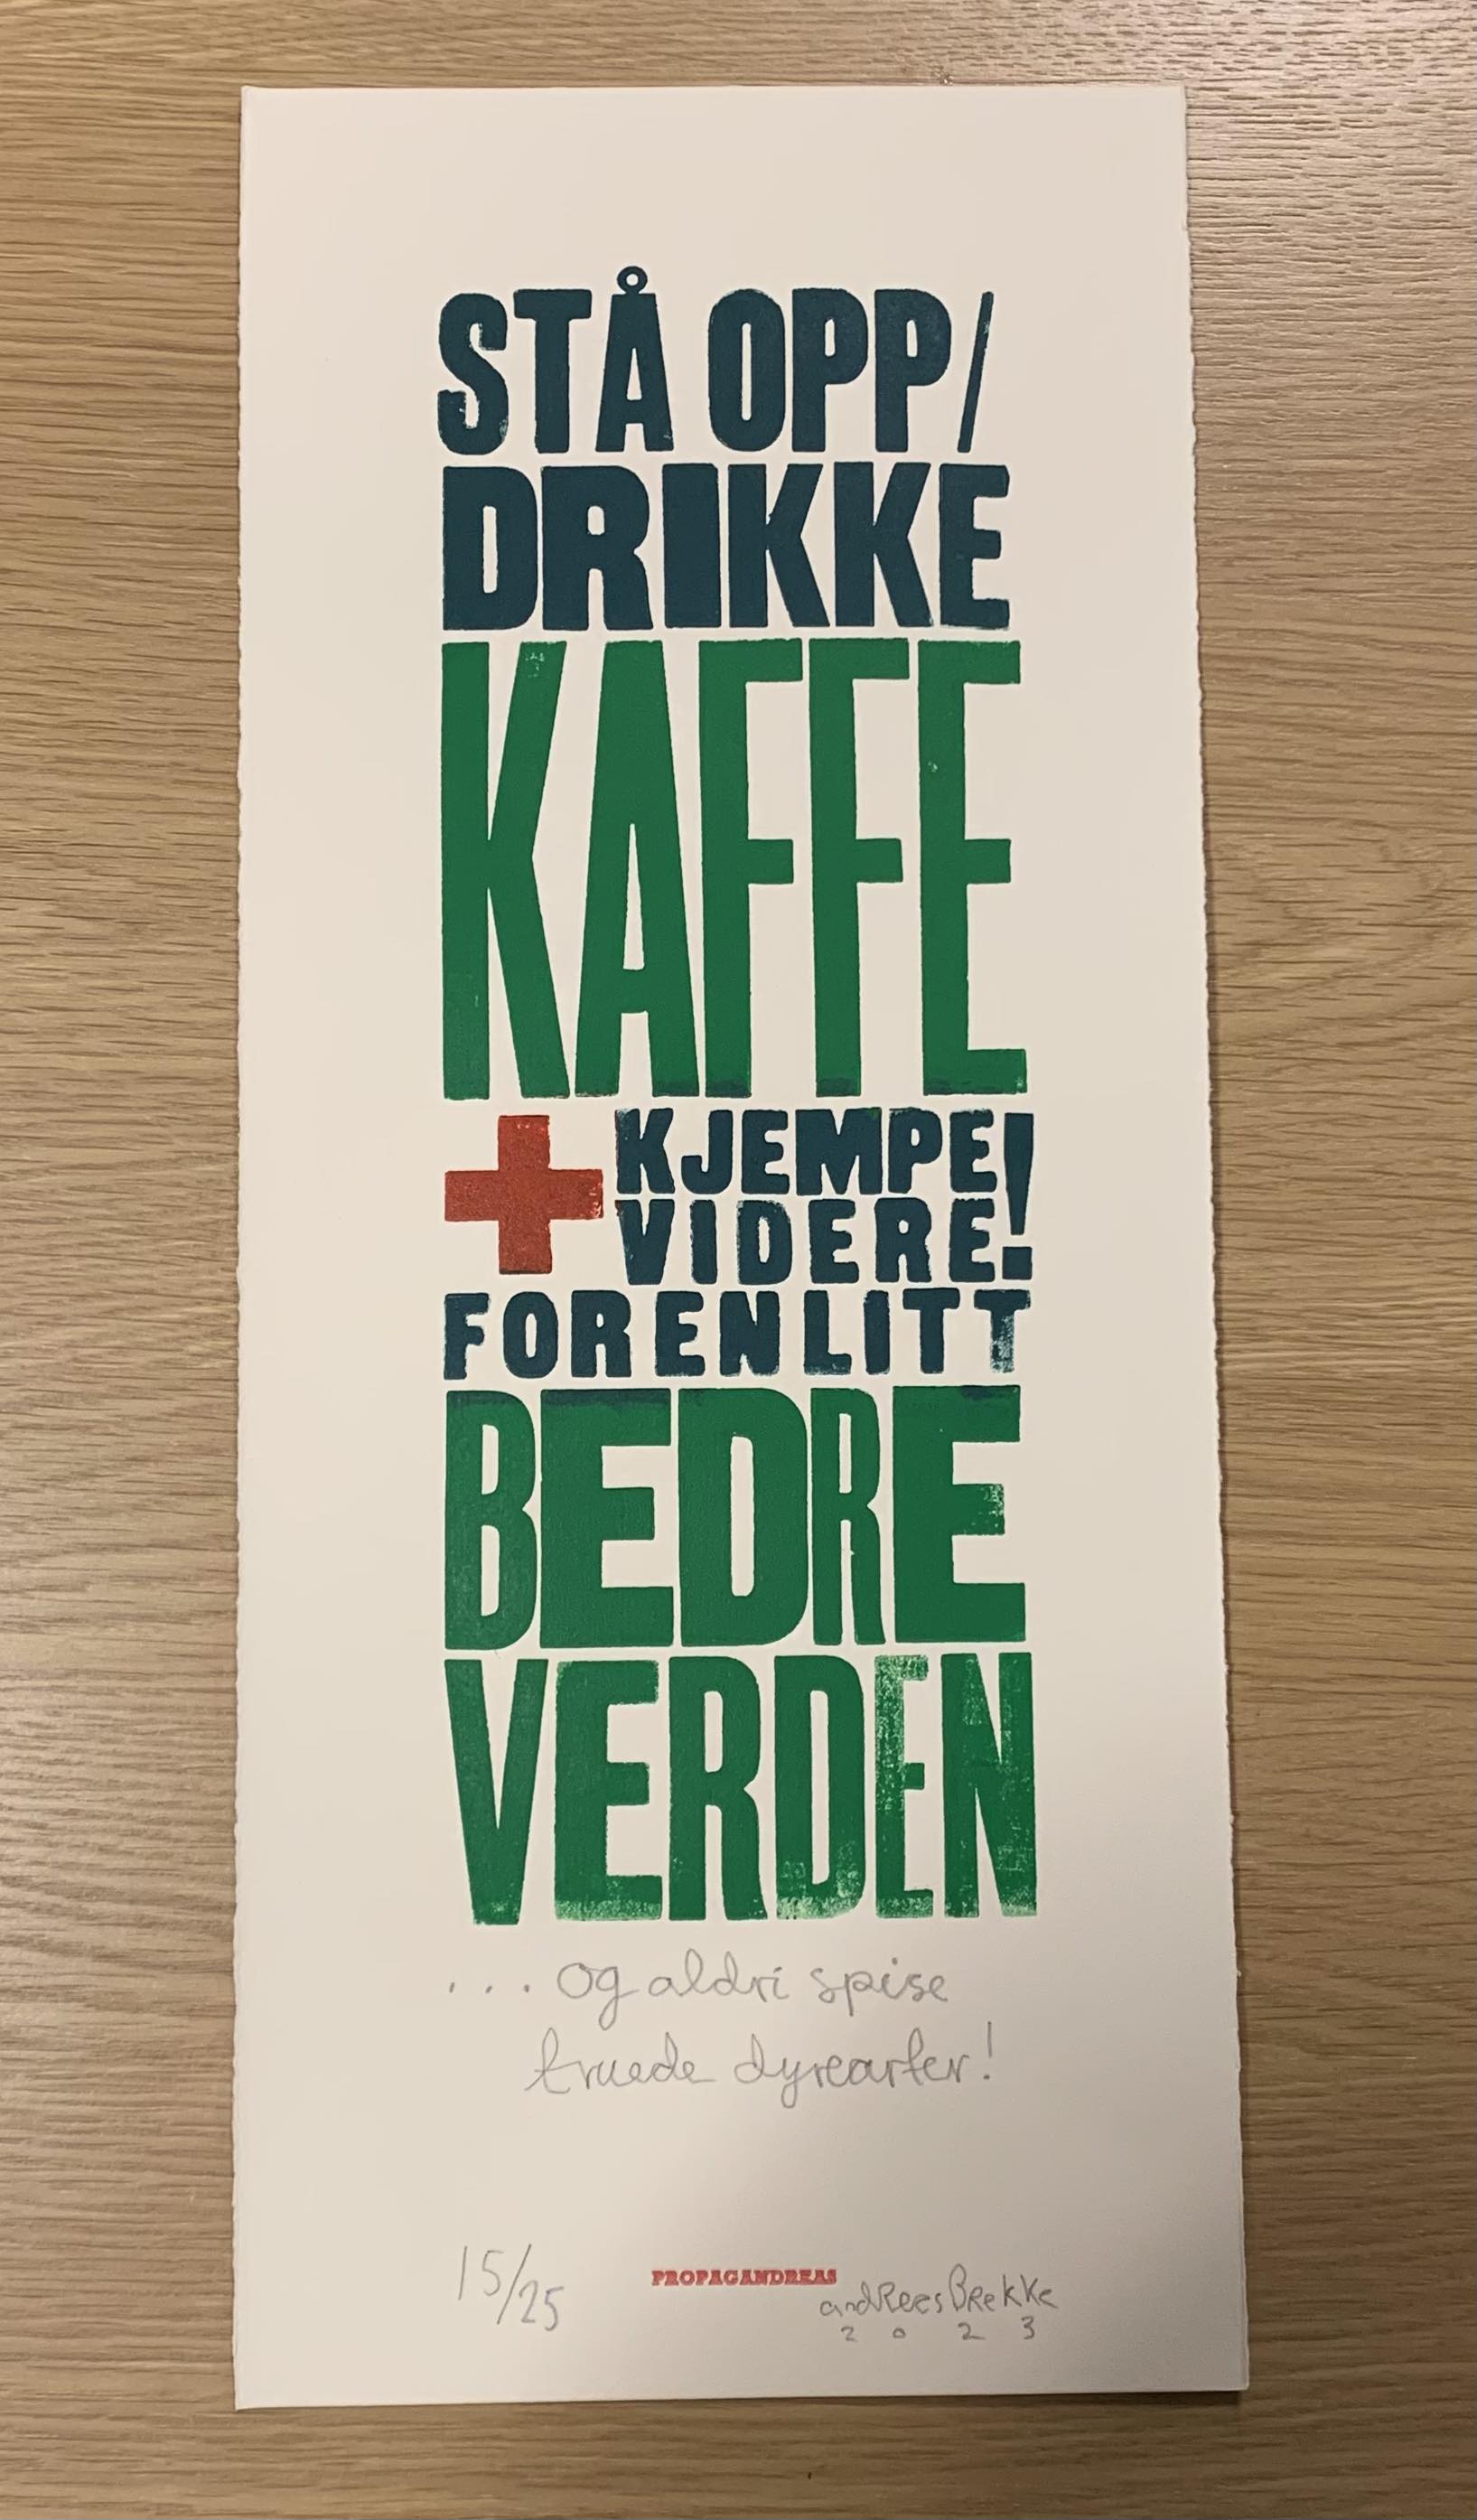 STÅ OPP/
DRIKKE
KAFFE
+ KJEMPE
VIDERE!
FOR EN LITT
BEDRE
VERDEN
... og aldri spise
truede dyrearter!
15/25
PROPAGANDREAS
andReas BRekke
2023